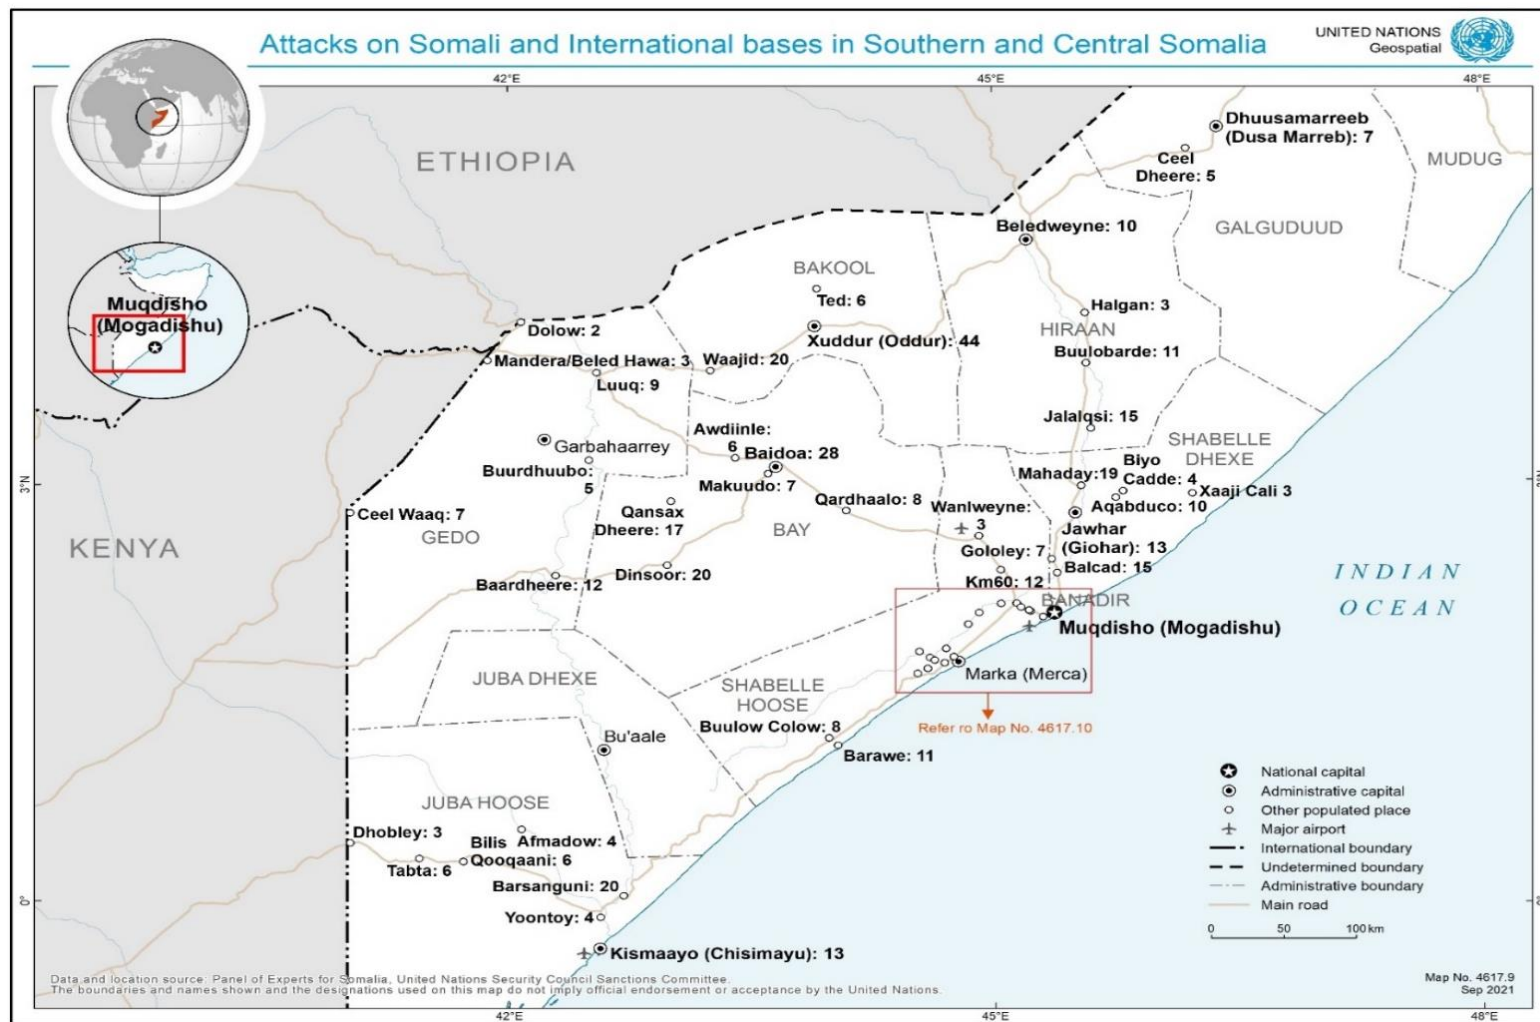 Attacks on Somali and International bases in Southern and Central Somalia
UNITED NATIONS
Geospatial
42°E
45°E
48°E
ETHIOPIA
Dhuusamarreeb
(Dusa Marreb): 7
Ceel
Dheere: 5
MUDUG
GALGUDUUD
Beledweyne: 10
BAKOOL
Ted: 6
Muqdisho
(Mogadishu)
Halgan: 3
HIRAAN
Dolow: 2
Xuddur (Oddur): 44
Mandera/Beled Hawa: 3
Waajid: 20
Buulobarde: 11
Luuq: 9
Jalalqsi: 15
Awdiinle:
6
Garbahaarrey
Baidoa: 28
SHABELLE
DHEXE
Buurdhuubo:
5
Makuudo: 7
Mahaday:19
Biyo
Cadde: 4
3°N
Xaaji Cali 3
Qansax
Dheere: 17
Qardhaalo: 8
Wanlweyne:
3
Aqabduco: 10
Ceel Waaq: 7
GEDO
BAY
Jawhar
(Giohar): 13
KENYA
Gololey: 7
Balcad: 15
Baardheere: 12
Dinsoor: 20
Km60: 12
BANADIR
INDIAN
OCEAN
Muqdisho (Mogadishu)
JUBA DHEXE
SHABELLE
HOOSE
Marka (Merca)
Buulow Colow: 8
Refer ro Map No. 4617.10
Bu'aale
Barawe: 11
JUBA HOOSE
Dhobley: 3
Bilis
Qooqaani: 6
Afmadow: 4
Tabta: 6
Barsanguni: 20
0°
Yoontoy: 4
Kismaayo (Chisimayu): 13
National capital
Administrative capital
Other populated place
Major airport
International boundary
Undetermined boundary
Administrative boundary
Main road
0 50 100 km
Data and location source: Panel of Experts for Somalia, United Nations Security Council Sanctions Committee.
The boundaries and names shown and the designations used on this map do not imply official endorsement or acceptance by the United Nations.
Map No. 4617.9
Sep 2021
42°E
45°E
48°E